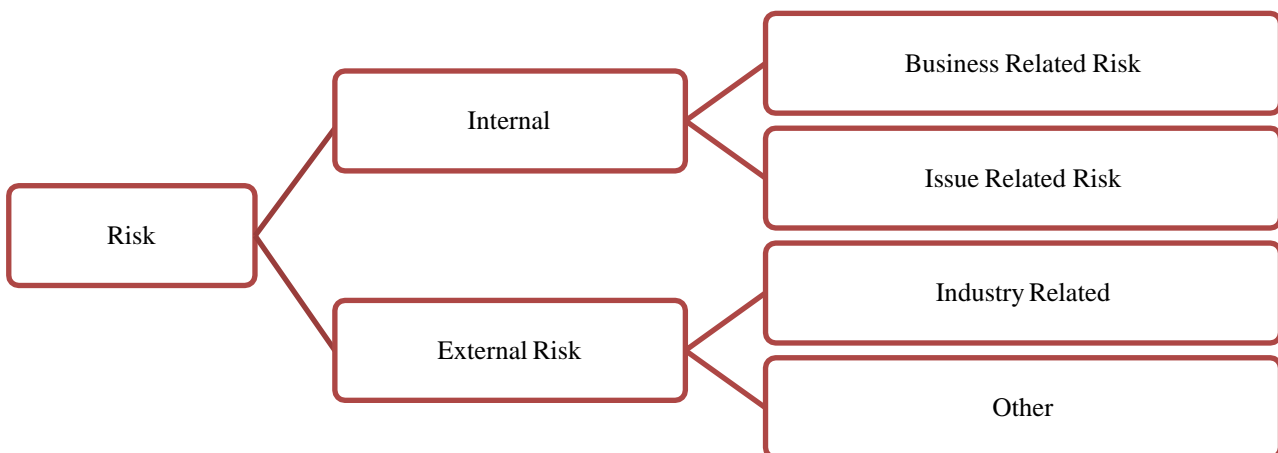 Risk
Internal
External Risk
Business Related Risk
Issue Related Risk
Industry Related
Other